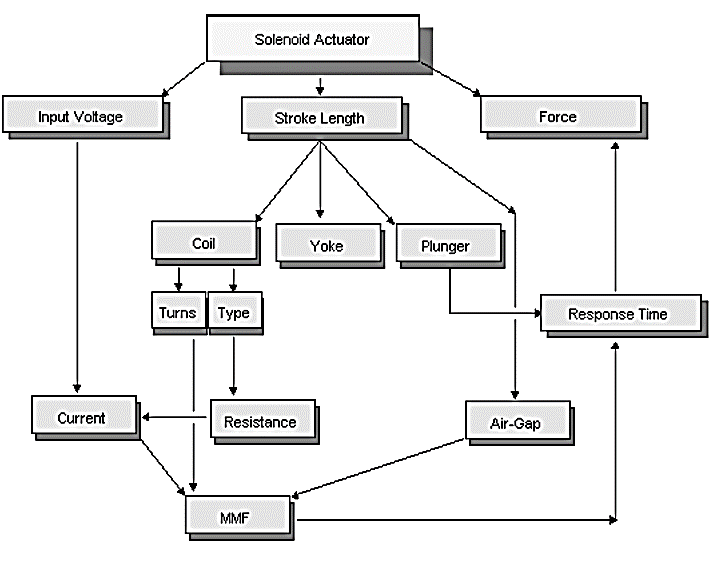 Solenoid Actuator
Input Voltage
Stroke Length
Force
Coil
Yoke
Plunger
Turns
Type
Response Time
Current
Resistance
Air-Gap
MMF